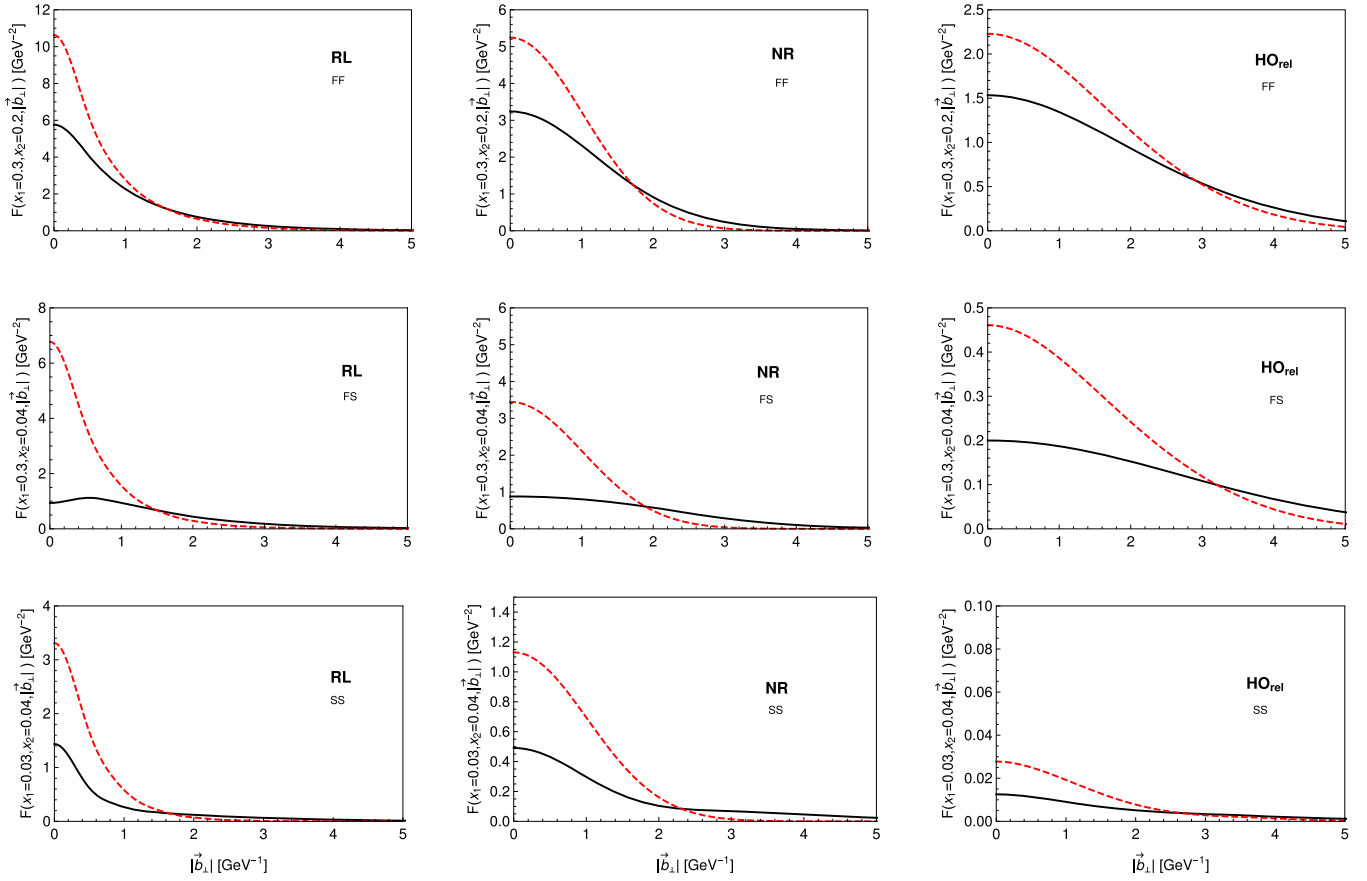 F(x₁=0.3,x₂=0.2,|b⃗⊥|) [GeV⁻²]
12
10
8
6
4
2
0
RL
FF
0 1 2 3 4 5
F(x₁=0.3,x₂=0.2,|b⃗⊥|) [GeV⁻²]
6
5
4
3
2
1
0
NR
FF
0 1 2 3 4 5
F(x₁=0.3,x₂=0.2,|b⃗⊥|) [GeV⁻²]
2.5
2.0
1.5
1.0
0.5
0.0
HOrel
FF
0 1 2 3 4 5
F(x₁=0.3,x₂=0.04,|b⃗⊥|) [GeV⁻²]
8
6
4
2
0
RL
FS
0 1 2 3 4 5
F(x₁=0.3,x₂=0.04,|b⃗⊥|) [GeV⁻²]
6
5
4
3
2
1
0
NR
FS
0 1 2 3 4 5
F(x₁=0.3,x₂=0.04,|b⃗⊥|) [GeV⁻²]
0.5
0.4
0.3
0.2
0.1
0.0
HOrel
FS
0 1 2 3 4 5
F(x₁=0.03,x₂=0.04,|b⃗⊥|) [GeV⁻²]
4
3
2
1
0
RL
SS
0 1 2 3 4 5
|b⃗⊥| [GeV⁻¹]
F(x₁=0.03,x₂=0.04,|b⃗⊥|) [GeV⁻²]
1.4
1.2
1.0
0.8
0.6
0.4
0.2
0.0
NR
SS
0 1 2 3 4 5
|b⃗⊥| [GeV⁻¹]
F(x₁=0.03,x₂=0.04,|b⃗⊥|) [GeV⁻²]
0.10
0.08
0.06
0.04
0.02
0.00
HOrel
SS
0 1 2 3 4 5
|b⃗⊥| [GeV⁻¹]